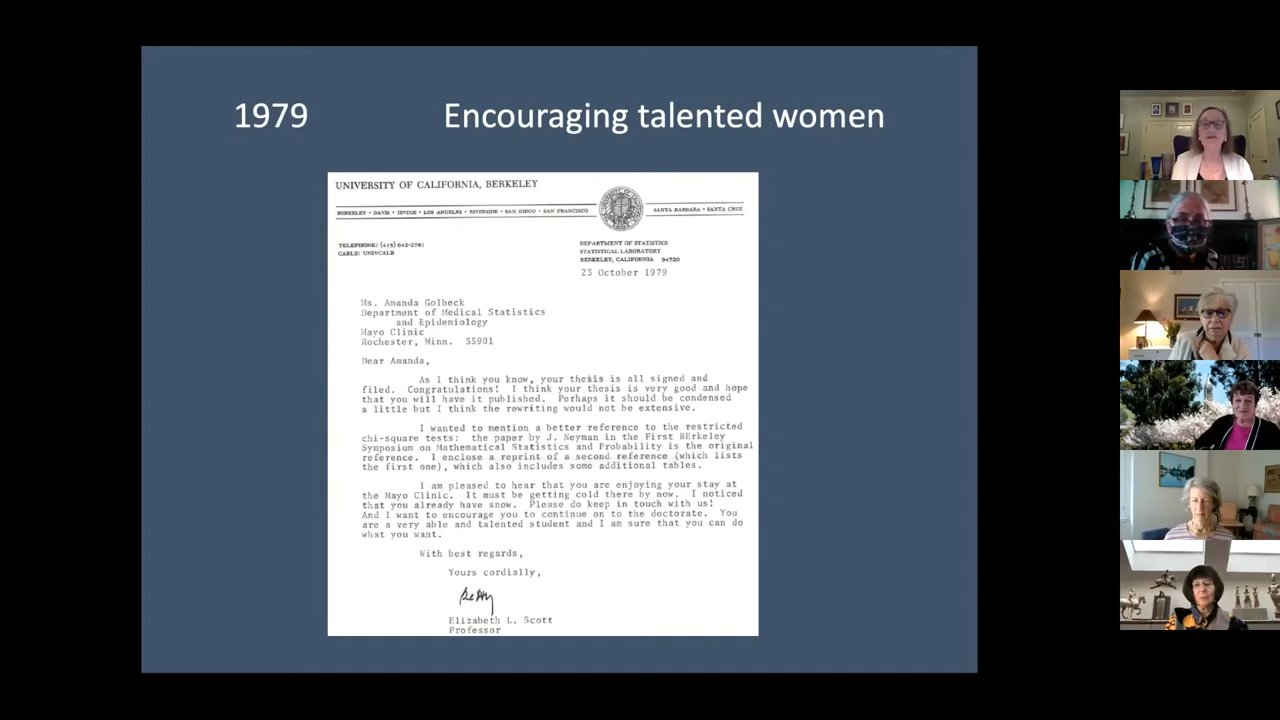 1979 Encouraging talented women
UNIVERSITY OF CALIFORNIA, BERKELEY
BERKELEY • DAVIS • IRVINE • LOS ANGELES • RIVERSIDE • SAN DIEGO • SAN FRANCISCO
SANTA BARBARA • SANTA CRUZ
TELEPHONE: (415) 642-2781
CABLE: UNIVCALB
DEPARTMENT OF STATISTICS
STATISTICAL LABORATORY
BERKELEY, CALIFORNIA 94720
23 October 1979
Ms. Amanda Golbeck
Department of Medical Statistics
and Epidemiology
Mayo Clinic
Rochester, Minn. 55901
Dear Amanda,
As I think you know, your thesis is all signed and
filed. Congratulations! I think your thesis is very good and hope
that you will have it published. Perhaps it should be condensed
a little but I think the rewriting would not be extensive.
I wanted to mention a better reference to the restricted
chi-square tests: the paper by J. Neyman in the First BErkeley
Symposium on Mathematical Statistics and Probability is the original
reference. I enclose a reprint of a second reference (which lists
the first one), which also includes some additional tables.
I am pleased to hear that you are enjoying your stay at
the Mayo Clinic. It must be getting cold there by now. I noticed
that you already have snow. Please do keep in touch with us!
And I want to encourage you to continue on to the doctorate. You
are a very able and talented student and I am sure that you can do
what you want.
With best regards,
Yours cordially,
Betty
Elizabeth L. Scott
Professor